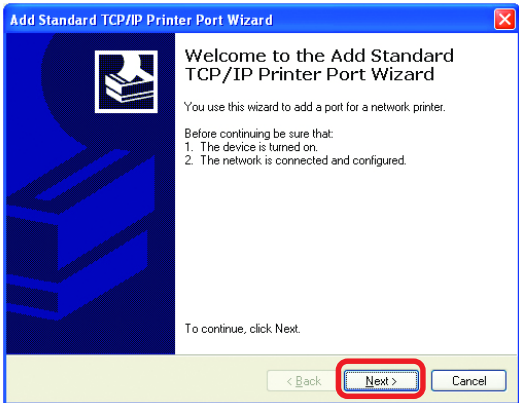 Add Standard TCP/IP Printer Port Wizard
Welcome to the Add Standard
TCP/IP Printer Port Wizard
You use this wizard to add a port for a network printer.
Before continuing be sure that:
1. The device is turned on.
2. The network is connected and configured.
To continue, click Next.
< Back
Next >
Cancel